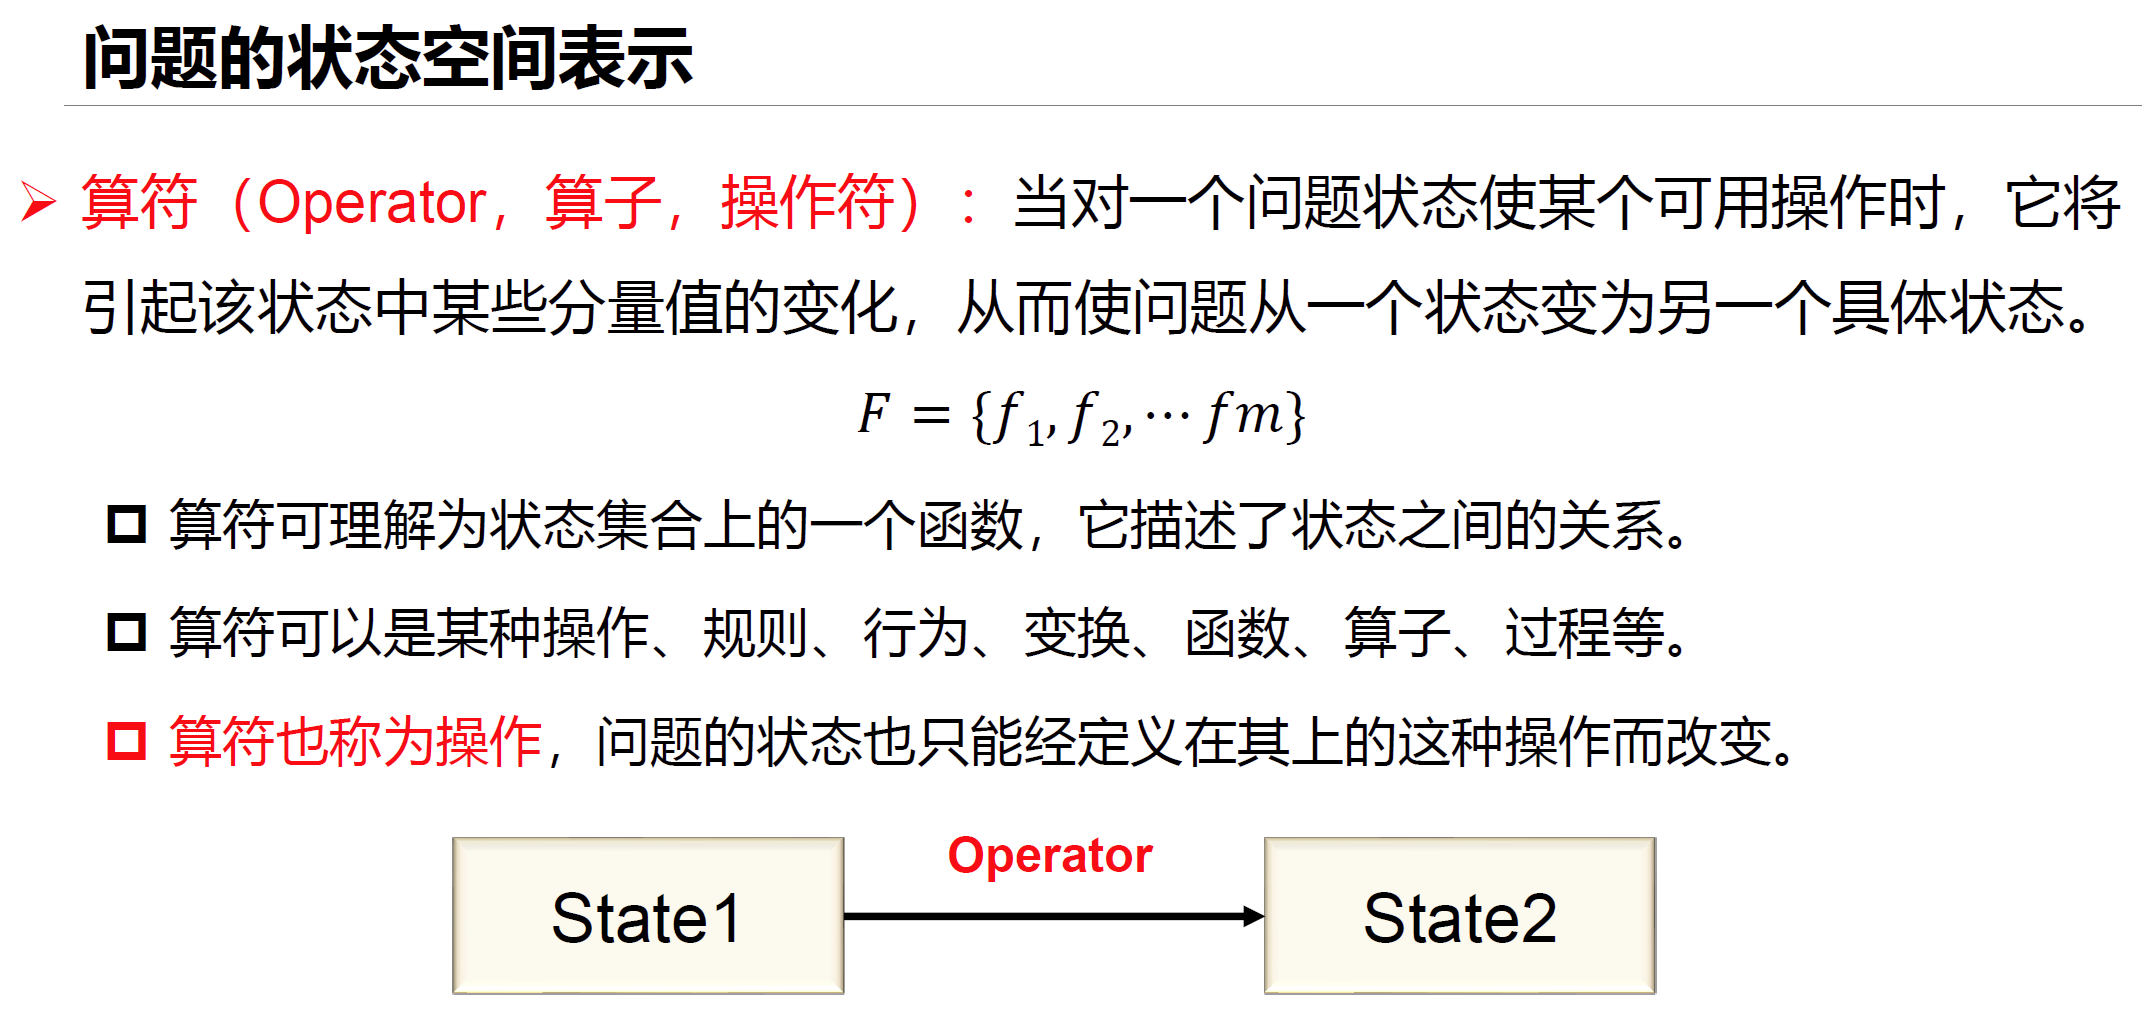 问题的状态空间表示
算符（Operator，算子，操作符）：当对一个问题状态使某个可用操作时，它将
引起该状态中某些分量值的变化，从而使问题从一个状态变为另一个具体状态。
F = {f₁, f₂, ⋯ fm}
算符可理解为状态集合上的一个函数，它描述了状态之间的关系。
算符可以是某种操作、规则、行为、变换、函数、算子、过程等。
算符也称为操作，问题的状态也只能经定义在其上的这种操作而改变。
Operator
State1
State2